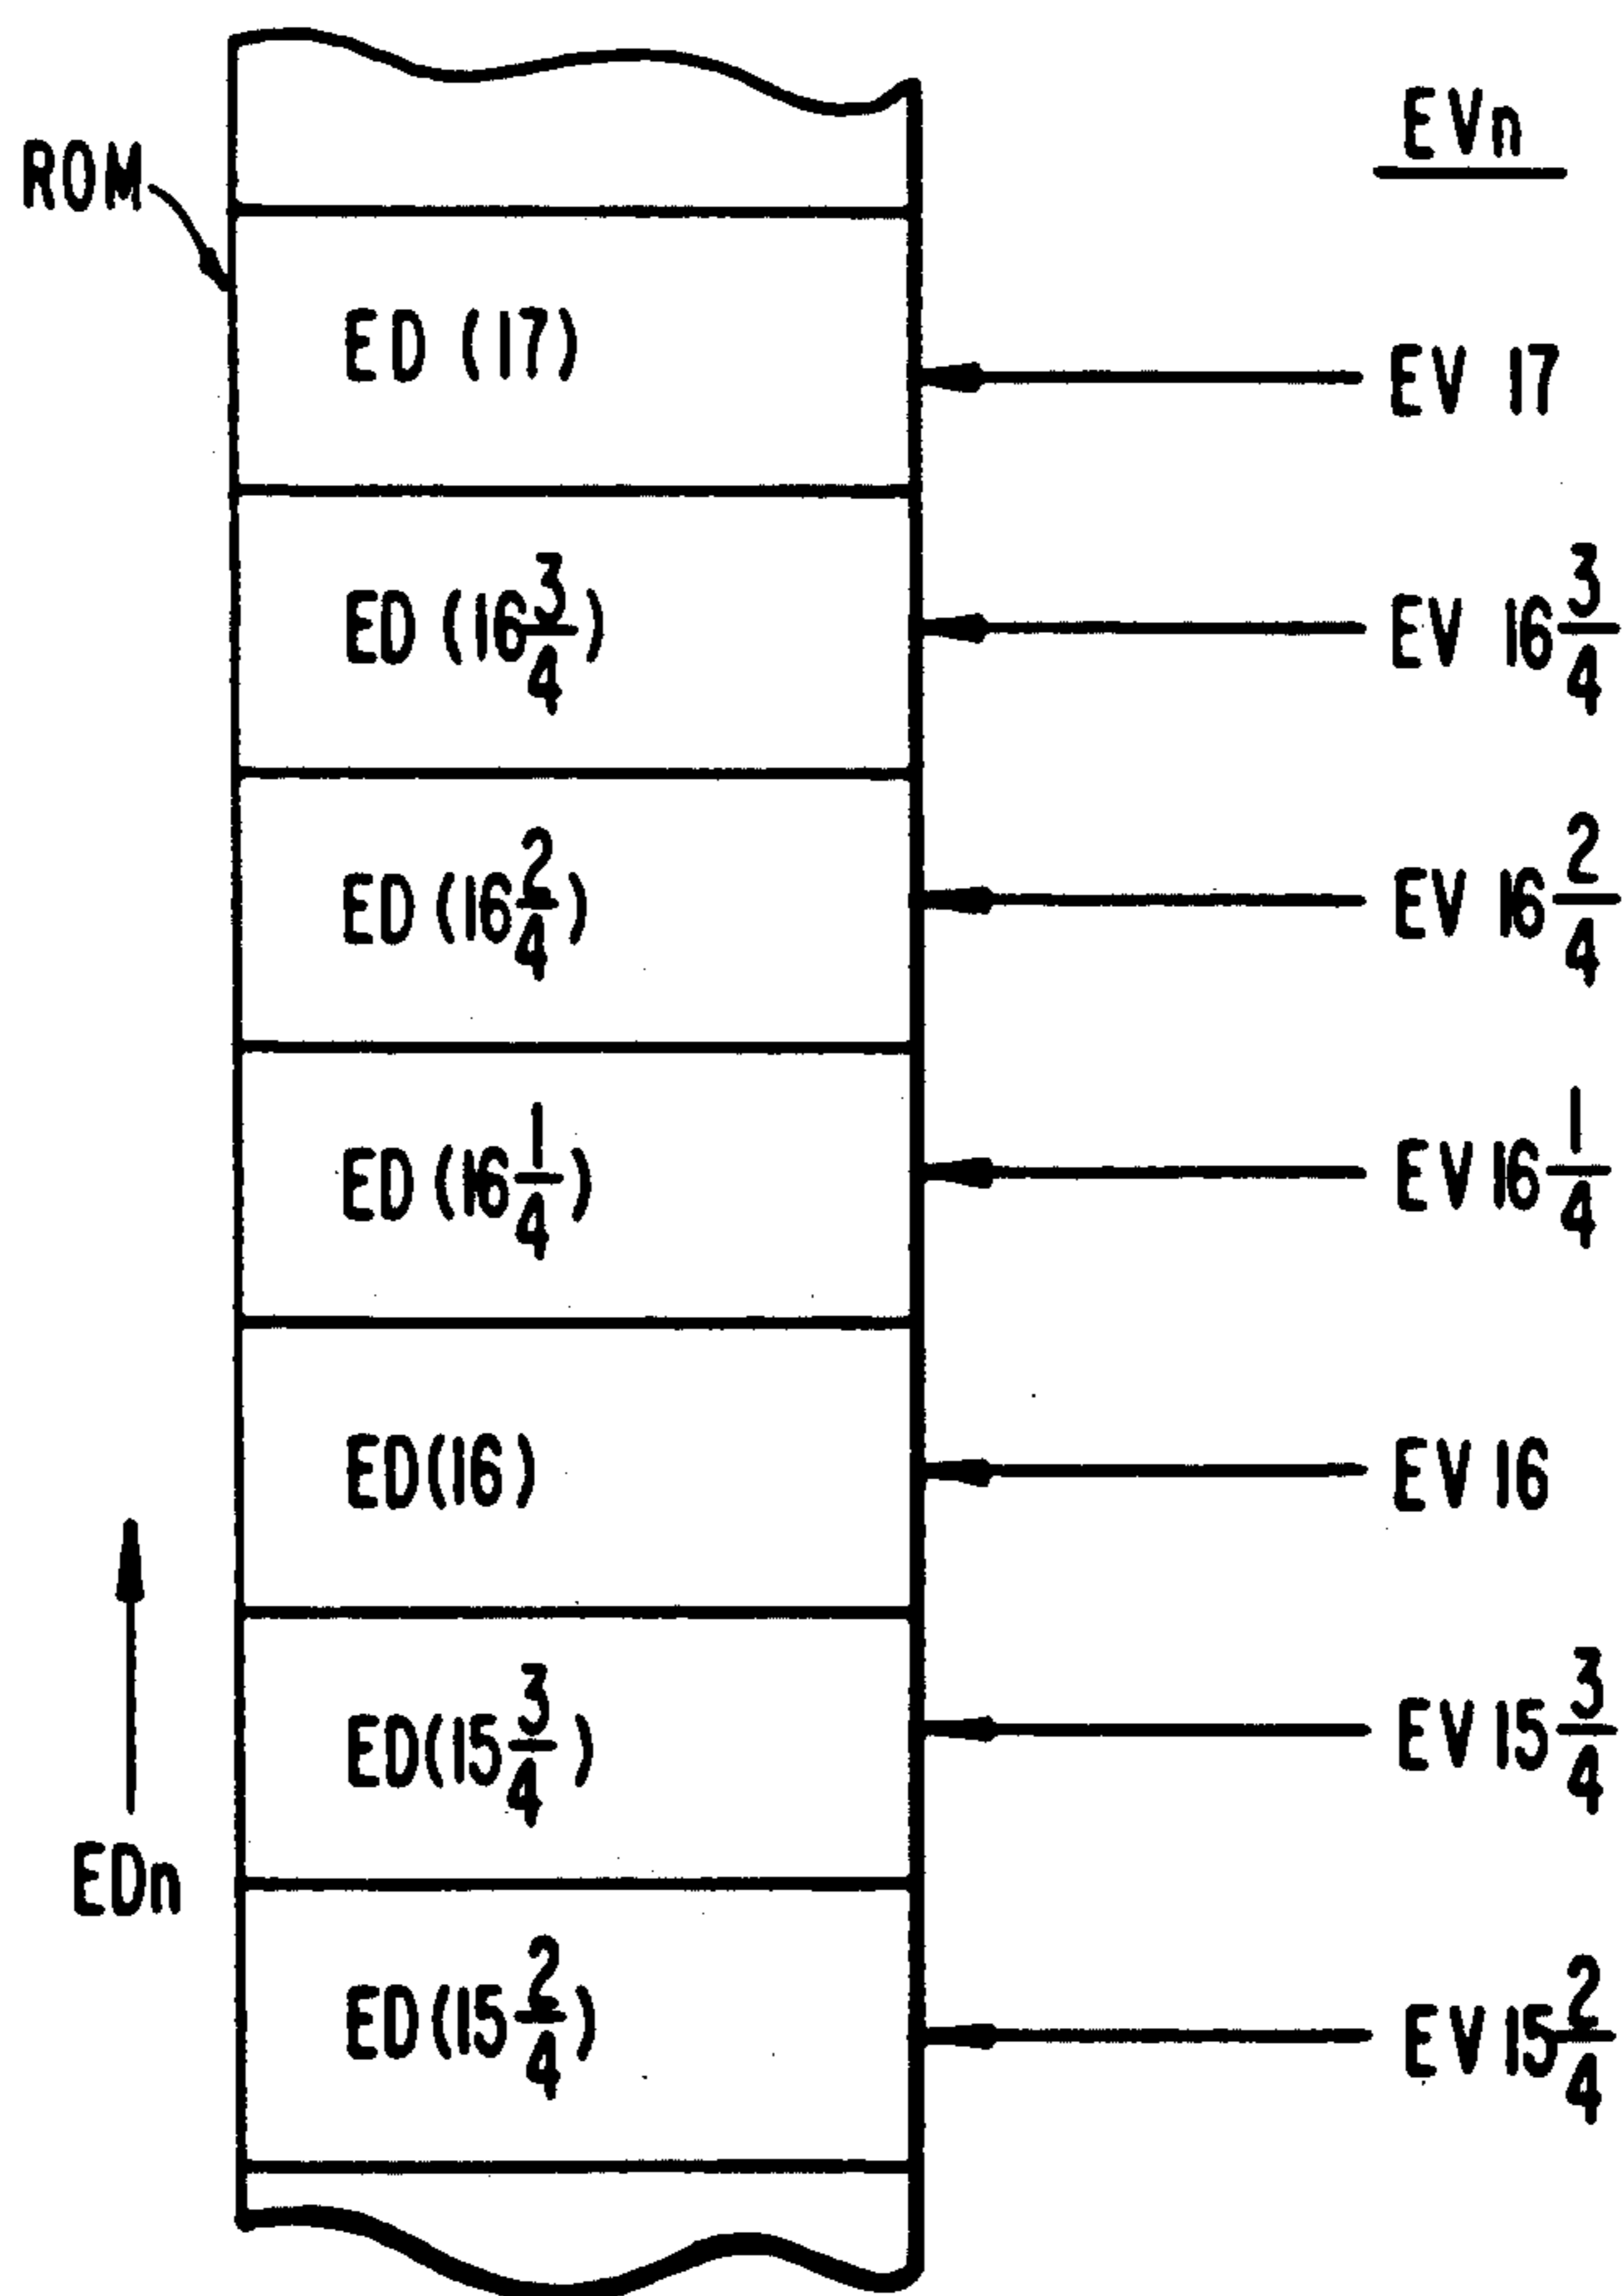 EVn
ROM
ED (17)
EV 17
ED (16 3/4)
EV 16 3/4
ED (16 2/4)
EV 16 2/4
ED (16 1/4)
EV 16 1/4
ED(16)
EV 16
ED(15 3/4)
EV 15 3/4
EDn
ED(15 2/4)
EV 15 2/4